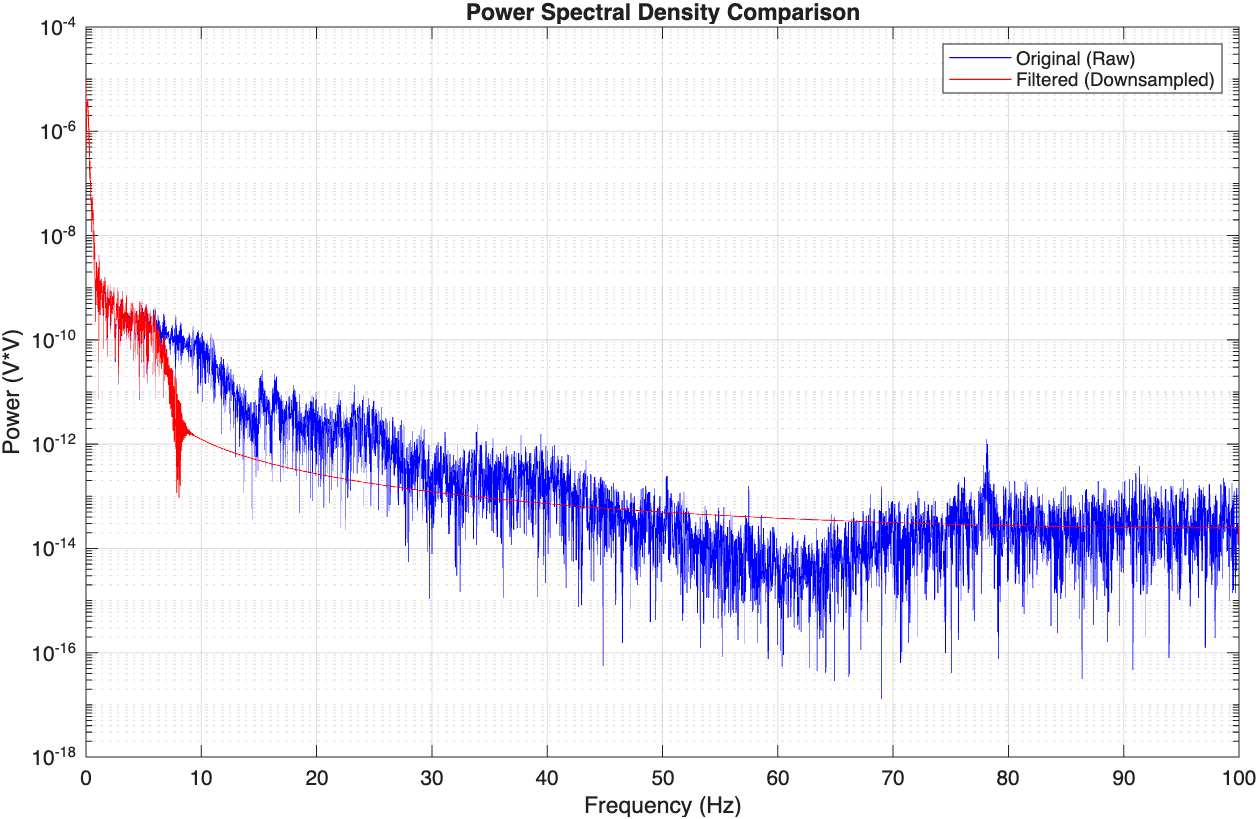 Power Spectral Density Comparison
Original (Raw)
Filtered (Downsampled)
Power (V*V)
10^-4
10^-6
10^-8
10^-10
10^-12
10^-14
10^-16
10^-18
0 10 20 30 40 50 60 70 80 90 100
Frequency (Hz)